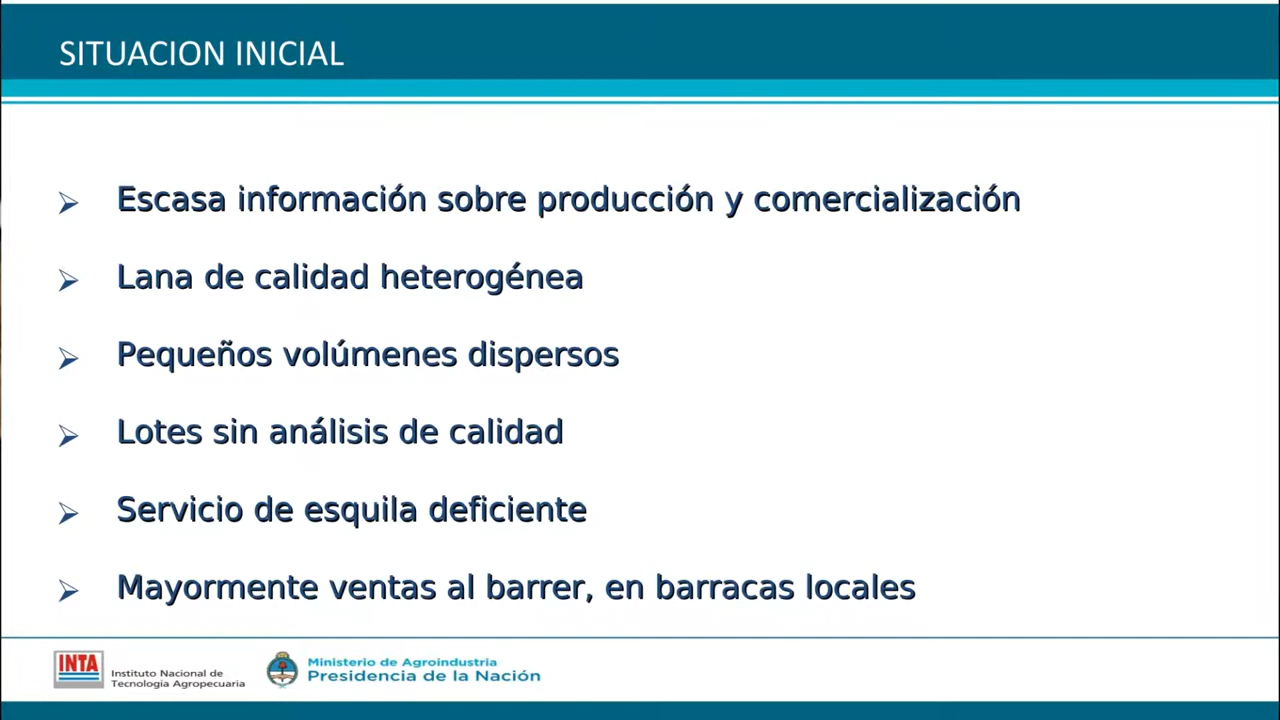 SITUACION INICIAL
Escasa información sobre producción y comercialización
Lana de calidad heterogénea
Pequeños volúmenes dispersos
Lotes sin análisis de calidad
Servicio de esquila deficiente
Mayormente ventas al barrer, en barracas locales
INTA
Instituto Nacional de
Tecnología Agropecuaria
Ministerio de Agroindustria
Presidencia de la Nación